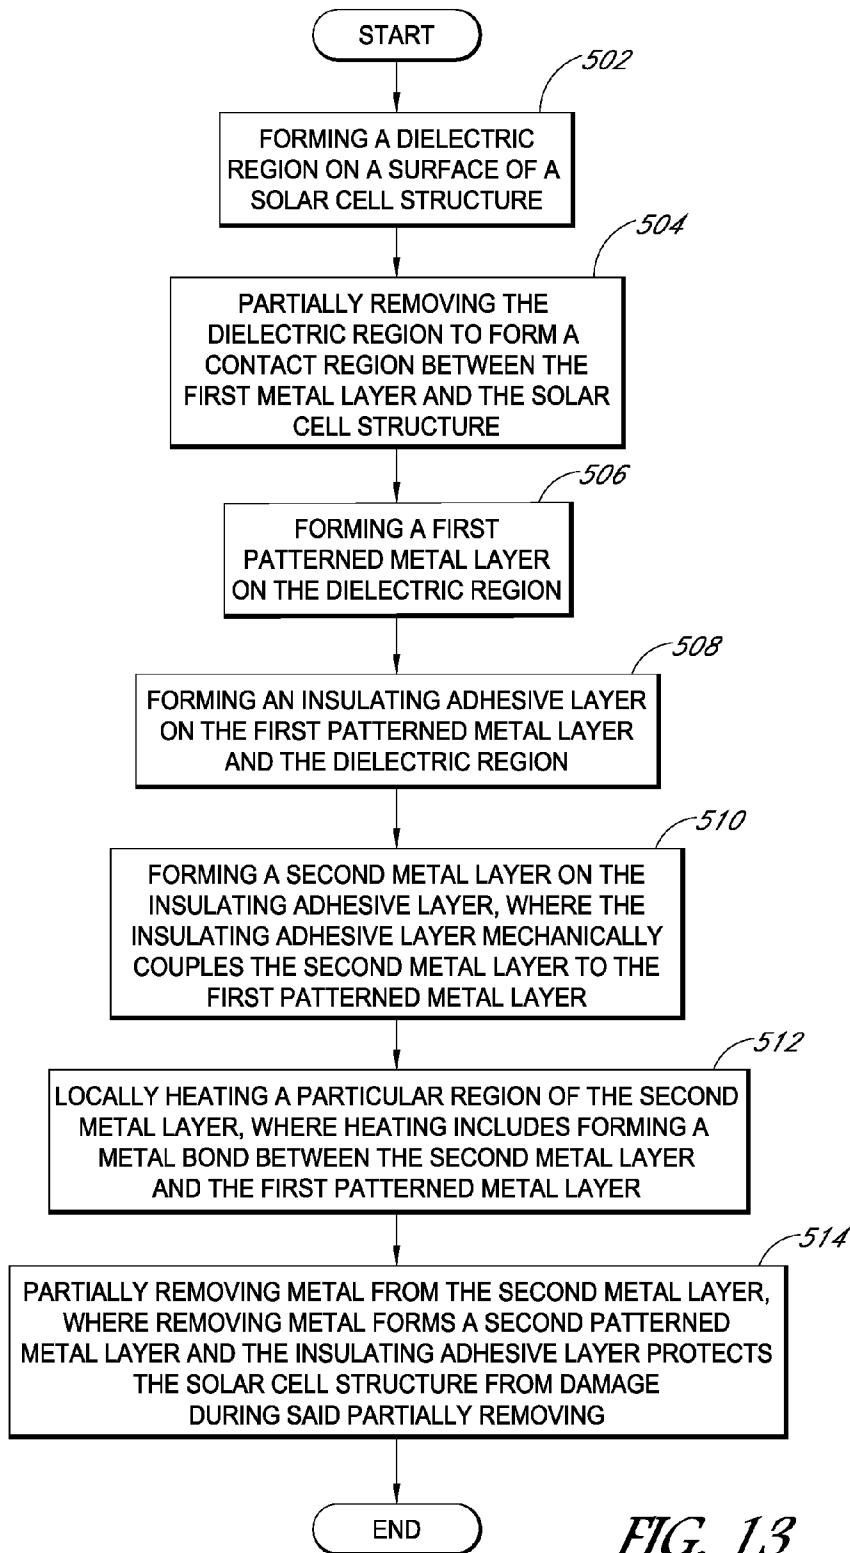 START
502
FORMING A DIELECTRIC
REGION ON A SURFACE OF A
SOLAR CELL STRUCTURE
504
PARTIALLY REMOVING THE
DIELECTRIC REGION TO FORM A
CONTACT REGION BETWEEN THE
FIRST METAL LAYER AND THE SOLAR
CELL STRUCTURE
506
FORMING A FIRST
PATTERNED METAL LAYER
ON THE DIELECTRIC REGION
508
FORMING AN INSULATING ADHESIVE LAYER
ON THE FIRST PATTERNED METAL LAYER
AND THE DIELECTRIC REGION
510
FORMING A SECOND METAL LAYER ON THE
INSULATING ADHESIVE LAYER, WHERE THE
INSULATING ADHESIVE LAYER MECHANICALLY
COUPLES THE SECOND METAL LAYER TO THE
FIRST PATTERNED METAL LAYER
512
LOCALLY HEATING A PARTICULAR REGION OF THE SECOND
METAL LAYER, WHERE HEATING INCLUDES FORMING A
METAL BOND BETWEEN THE SECOND METAL LAYER
AND THE FIRST PATTERNED METAL LAYER
514
PARTIALLY REMOVING METAL FROM THE SECOND METAL LAYER,
WHERE REMOVING METAL FORMS A SECOND PATTERNED
METAL LAYER AND THE INSULATING ADHESIVE LAYER PROTECTS
THE SOLAR CELL STRUCTURE FROM DAMAGE
DURING SAID PARTIALLY REMOVING
END
FIG. 13